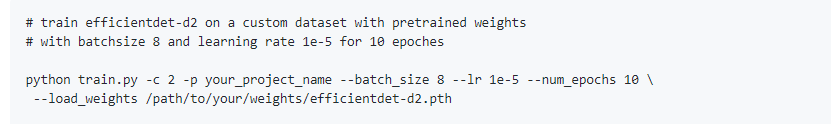 # train efficientdet-d2 on a custom dataset with pretrained weights
# with batchsize 8 and learning rate 1e-5 for 10 epoches
python train.py -c 2 -p your_project_name --batch_size 8 --lr 1e-5 --num_epochs 10 \
--load_weights /path/to/your/weights/efficientdet-d2.pth